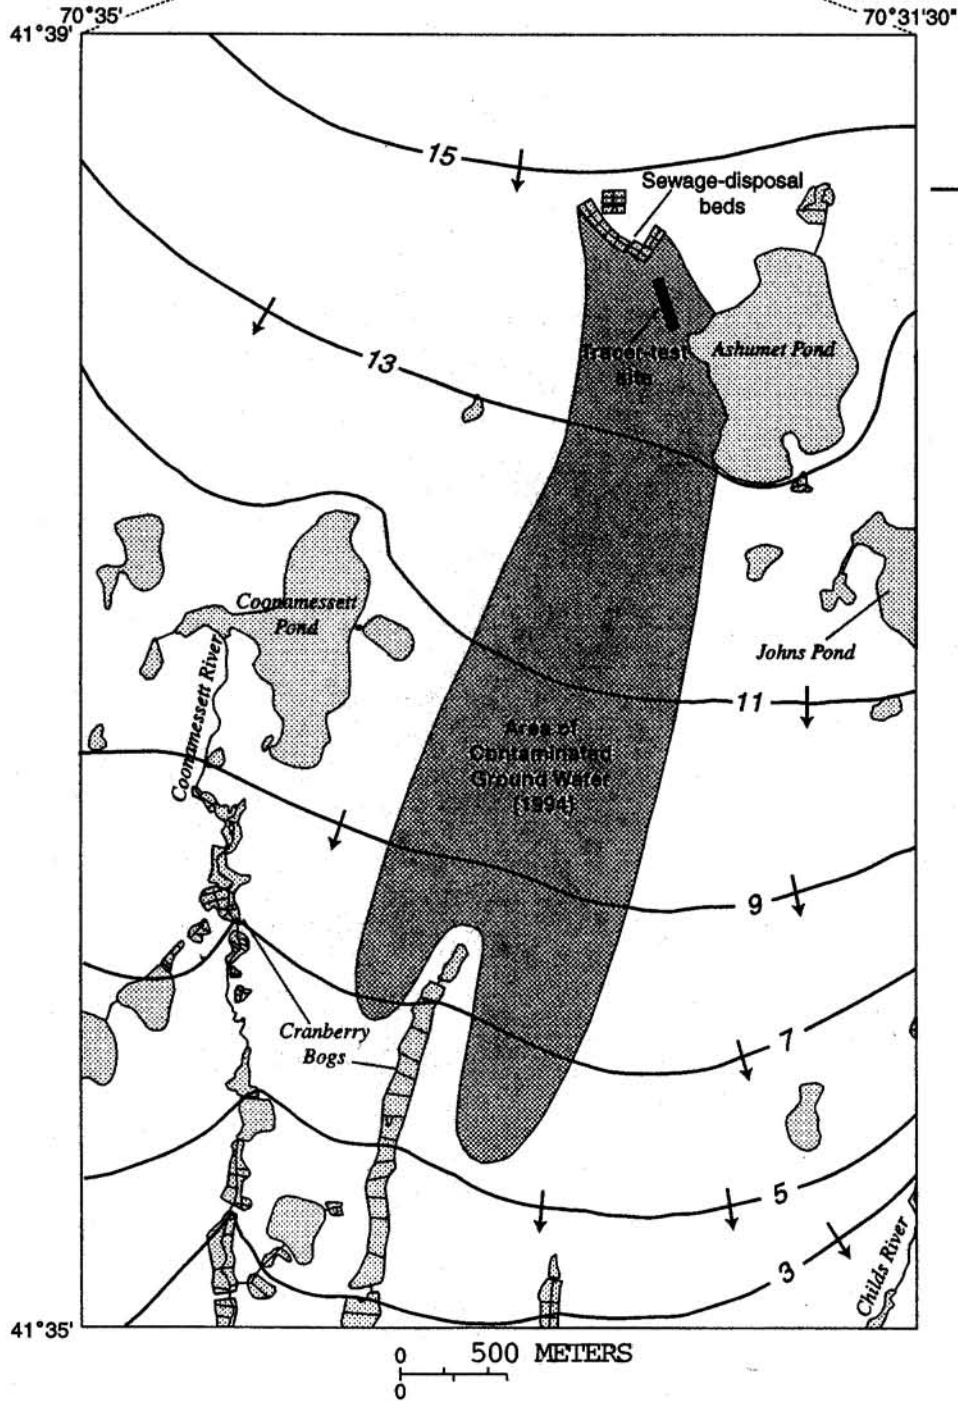 70°35'
70°31'30"
41°39'
15
Sewage-disposal
beds
13
Tracer-test
site
Ashumet Pond
Coonamessett
Pond
Coonamessett River
Johns Pond
11
Area of
Contaminated
Ground Water
(1994)
9
Cranberry
Bogs
7
5
3
Childs River
41°35'
0 500 METERS
0